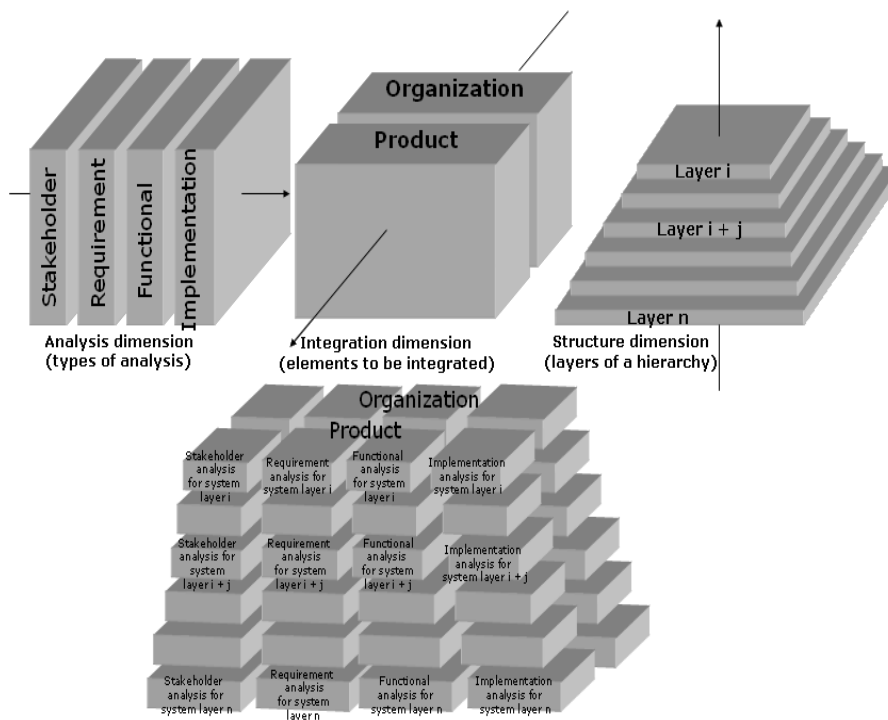 Stakeholder
Requirement
Functional
Implementation
Analysis dimension
(types of analysis)
Organization
Product
Integration dimension
(elements to be integrated)
Layer i
Layer i + j
Layer n
Structure dimension
(layers of a hierarchy)
Organization
Product
Stakeholder
analysis
for system
layer i
Requirement
analysis for
system layer i
Functional
analysis
for system
layer i
Implementation
analysis for
system layer i
Stakeholder
analysis for
system
layer i + j
Requirement
analysis for
system
layer i + j
Functional
analysis for
system
layer i + j
Implementation
analysis for
system layer i + j
Stakeholder
analysis for
system layer n
Requirement
analysis
for system
layer n
Functional
analysis for
system layer n
Implementation
analysis for
system layer n